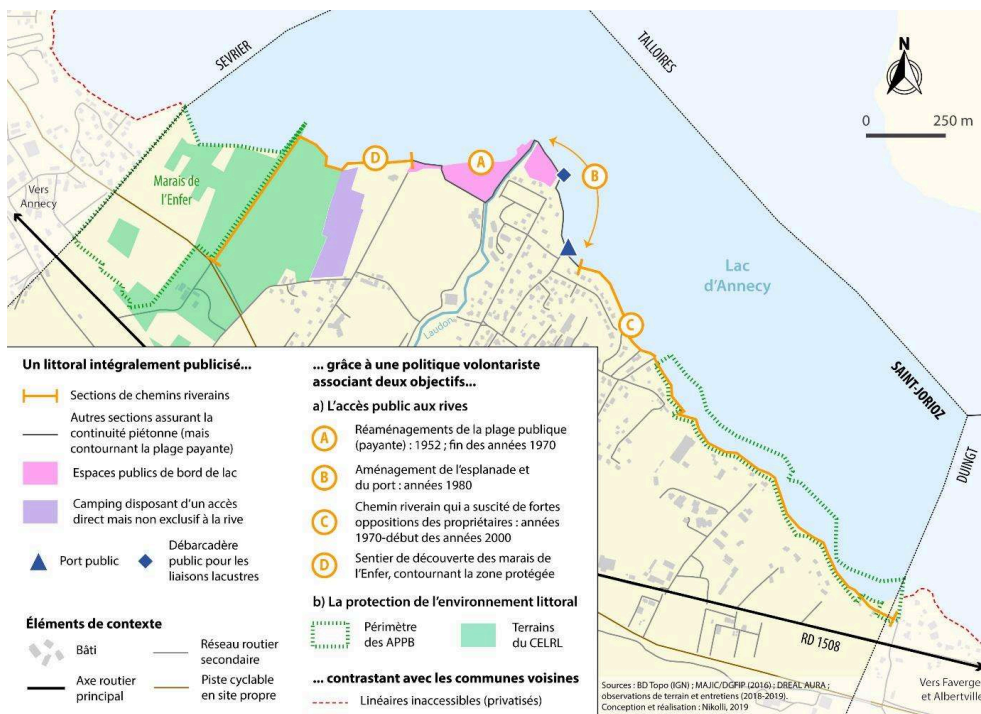 SEVRIER
TALLOIRES
N
0 250 m
Marais de
l'Enfer
Vers
Annecy
D
A
B
Lac
d'Annecy
C
Laudon
SAINT-JORIOZ
DUINGT
RD 1508
Vers Faverges
et Albertville
Un littoral intégralement publicisé...
Sections de chemins riverains
Autres sections assurant la
continuité piétonne (mais
contournant la plage payante)
Espaces publics de bord de lac
Camping disposant d'un accès
direct mais non exclusif à la rive
Port public
Débarcadère
public pour les
liaisons lacustres
Éléments de contexte
Bâti
Réseau routier
secondaire
Axe routier
principal
Piste cyclable
en site propre
... grâce à une politique volontariste
associant deux objectifs...
a) L'accès public aux rives
A
Réaménagements de la plage publique
(payante) : 1952 ; fin des années 1970
B
Aménagement de l'esplanade et
du port : années 1980
C
Chemin riverain qui a suscité de fortes
oppositions des propriétaires : années
1970-début des années 2000
D
Sentier de découverte des marais de
l'Enfer, contournant la zone protégée
b) La protection de l'environnement littoral
Périmètre
des APPB
Terrains
du CELRL
... contrastant avec les communes voisines
Linéaires inaccessibles (privatisés)
Sources : BD Topo (IGN) ; MAJIC/DGFIP (2016) ; DREAL AURA ;
observations de terrain et entretiens (2018-2019).
Conception et réalisation : Nikolli, 2019